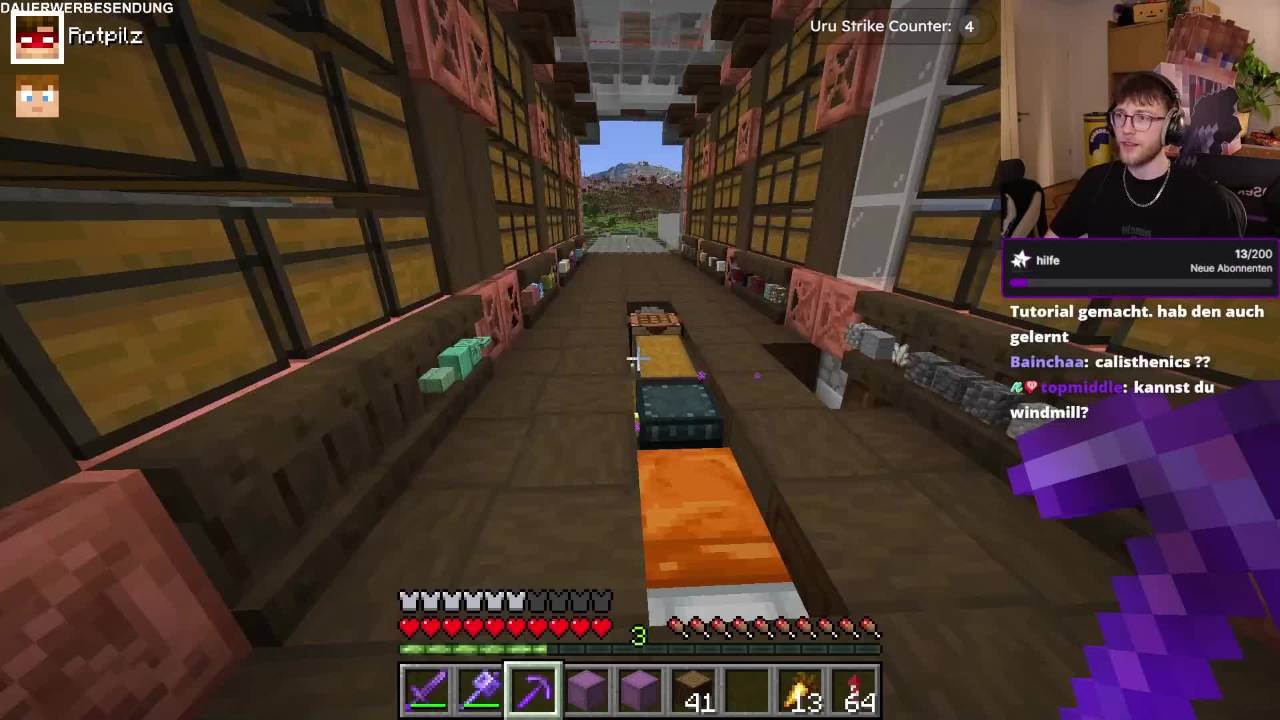 DAUERWERBESENDUNG
Rotpilz
Uru Strike Counter: 4
hilfe
13/200
Neue Abonnenten
Tutorial gemacht. hab den auch
gelernt
Bainchaa: calisthenics ??
topmiddle: kannst du
windmill?
3
41
13
64